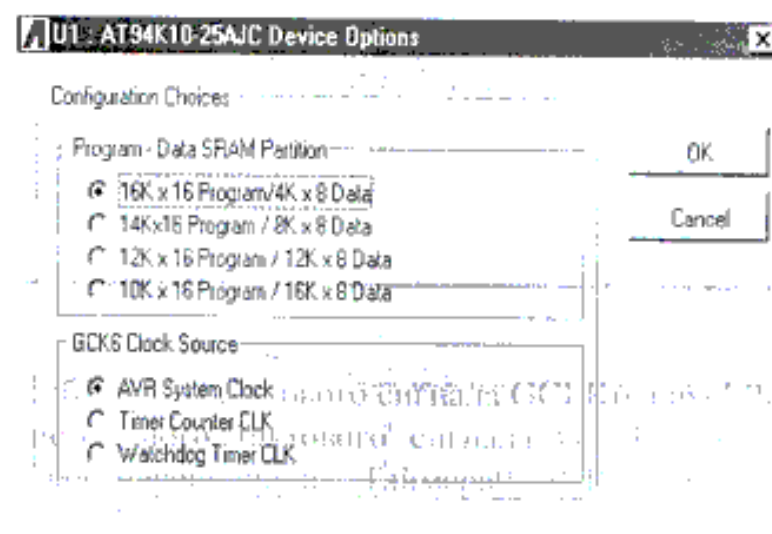 U1 : AT94K10-25AJC Device Options
Configuration Choices
Program - Data SRAM Partition
16K x 16 Program/4K x 8 Data
14Kx16 Program / 8K x 8 Data
12K x 16 Program / 12K x 8 Data
10K x 16 Program / 16K x 8 Data
OK
Cancel
GCK6 Clock Source
AVR System Clock
Timer Counter CLK
Watchdog Timer CLK